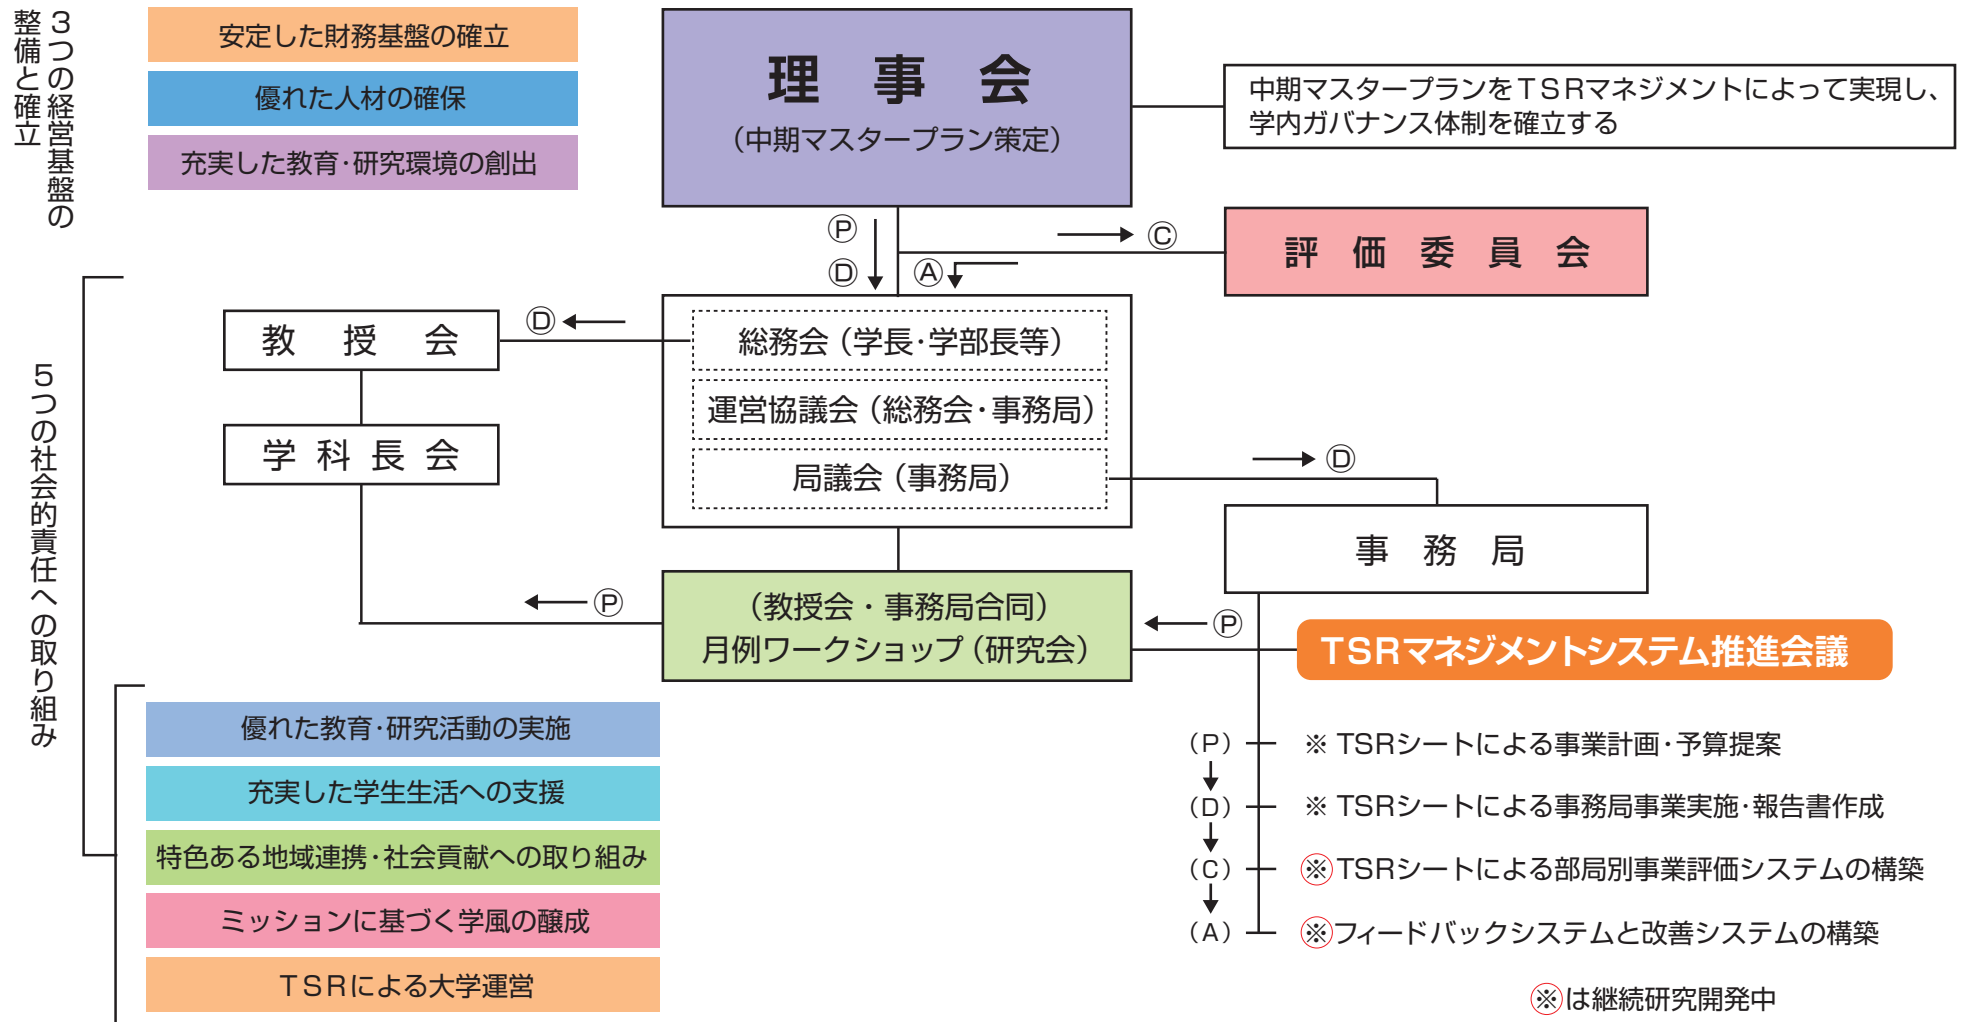 3つの経営基盤の
整備と確立
安定した財務基盤の確立
優れた人材の確保
充実した教育･研究環境の創出
理事会
（中期マスタープラン策定）
中期マスタープランをTSRマネジメントによって実現し、
学内ガバナンス体制を確立する
Ⓟ
Ⓓ
Ⓐ
Ⓒ
評価委員会
5つの社会的責任への取り組み
教授会
Ⓓ
総務会（学長･学部長等）
運営協議会（総務会･事務局）
局議会（事務局）
学科長会
Ⓓ
事務局
Ⓟ
（教授会・事務局合同）
月例ワークショップ（研究会）
Ⓟ
TSRマネジメントシステム推進会議
優れた教育･研究活動の実施
充実した学生生活への支援
特色ある地域連携･社会貢献への取り組み
ミッションに基づく学風の醸成
TSRによる大学運営
（P） ※ TSRシートによる事業計画･予算提案
（D） ※ TSRシートによる事務局事業実施･報告書作成
（C） ※TSRシートによる部局別事業評価システムの構築
（A） ※フィードバックシステムと改善システムの構築
※は継続研究開発中